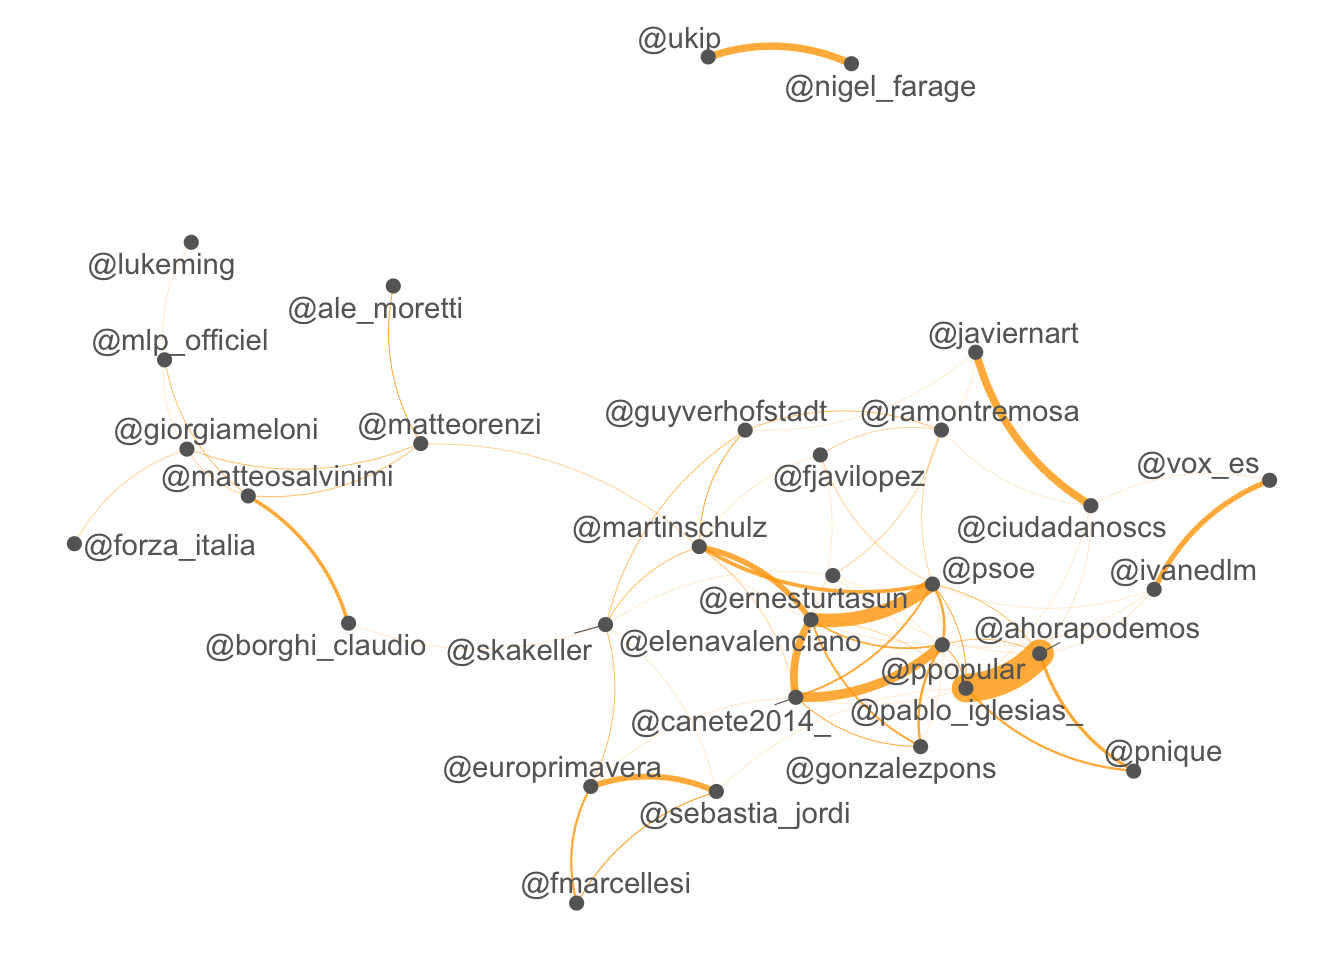 @ukip
@nigel_farage
@lukeming
@ale_moretti
@mlp_officiel
@javiernart
@guyverhofstadt
@ramontremosa
@giorgiameloni
@matteorenzi
@matteosalvinimi
@fjavilopez
@vox_es
@martinschulz
@ciudadanoscs
@forza_italia
@psoe
@ivanedlm
@ernesturtasun
@ahorapodemos
@borghi_claudio
@skakeller
@elenavalenciano
@ppopular
@canete2014_
@pablo_iglesias_
@europrimavera
@gonzalezpons
@pnique
@sebastia_jordi
@fmarcellesi